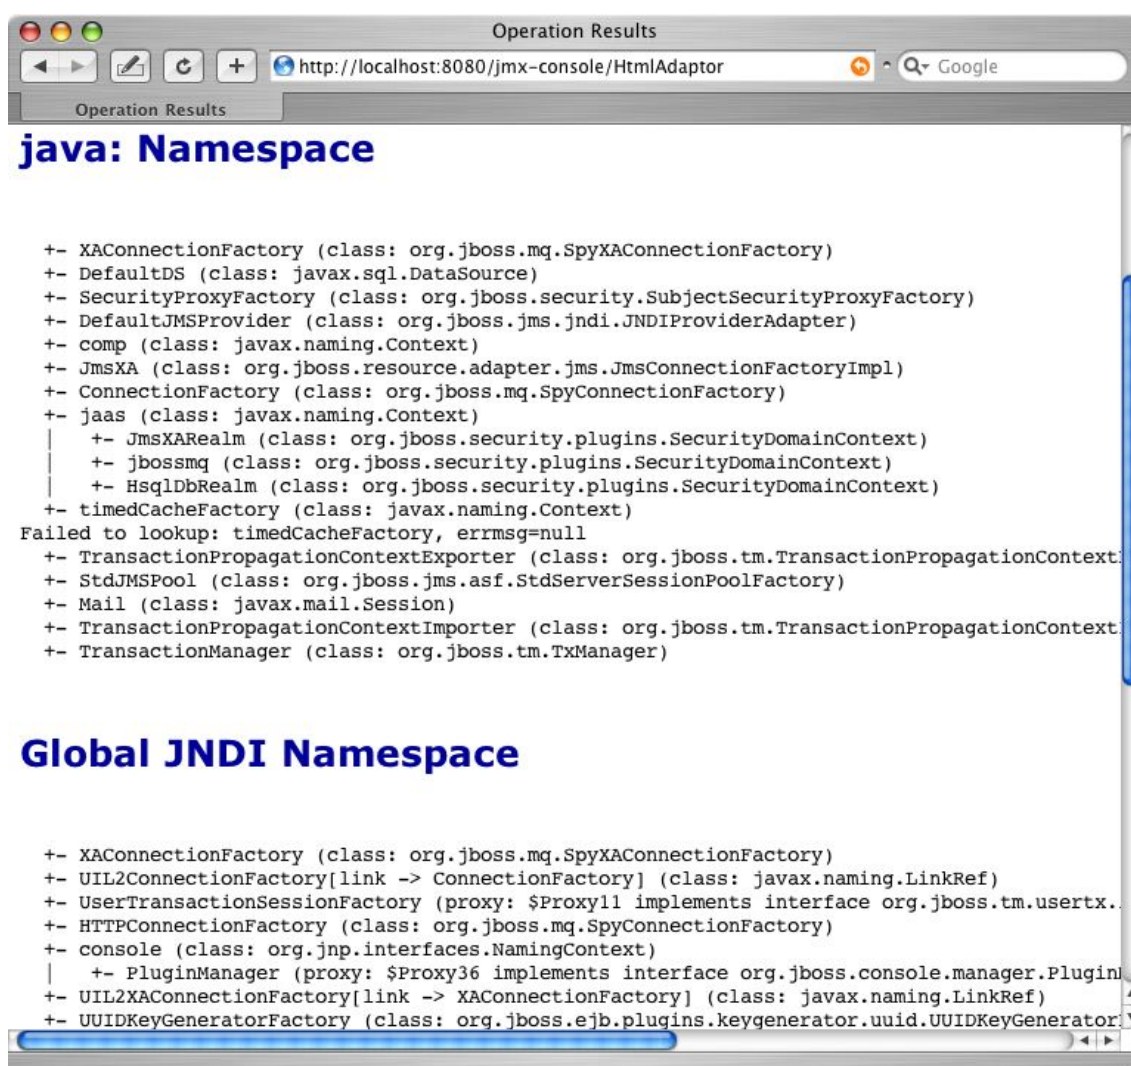 Operation Results
http://localhost:8080/jmx-console/HtmlAdaptor
Google
Operation Results
java: Namespace
+- XAConnectionFactory (class: org.jboss.mq.SpyXAConnectionFactory)
+- DefaultDS (class: javax.sql.DataSource)
+- SecurityProxyFactory (class: org.jboss.security.SubjectSecurityProxyFactory)
+- DefaultJMSProvider (class: org.jboss.jms.jndi.JNDIProviderAdapter)
+- comp (class: javax.naming.Context)
+- JmsXA (class: org.jboss.resource.adapter.jms.JmsConnectionFactoryImpl)
+- ConnectionFactory (class: org.jboss.mq.SpyConnectionFactory)
+- jaas (class: javax.naming.Context)
|   +- JmsXARealm (class: org.jboss.security.plugins.SecurityDomainContext)
|   +- jbossmq (class: org.jboss.security.plugins.SecurityDomainContext)
|   +- HsqlDbRealm (class: org.jboss.security.plugins.SecurityDomainContext)
+- timedCacheFactory (class: javax.naming.Context)
Failed to lookup: timedCacheFactory, errmsg=null
+- TransactionPropagationContextExporter (class: org.jboss.tm.TransactionPropagationContext
+- StdJMSPool (class: org.jboss.jms.asf.StdServerSessionPoolFactory)
+- Mail (class: javax.mail.Session)
+- TransactionPropagationContextImporter (class: org.jboss.tm.TransactionPropagationContext
+- TransactionManager (class: org.jboss.tm.TxManager)
Global JNDI Namespace
+- XAConnectionFactory (class: org.jboss.mq.SpyXAConnectionFactory)
+- UIL2ConnectionFactory[link -> ConnectionFactory] (class: javax.naming.LinkRef)
+- UserTransactionSessionFactory (proxy: $Proxy11 implements interface org.jboss.tm.usertx.
+- HTTPConnectionFactory (class: org.jboss.mq.SpyConnectionFactory)
+- console (class: org.jnp.interfaces.NamingContext)
|   +- PluginManager (proxy: $Proxy36 implements interface org.jboss.console.manager.Plugin
+- UIL2XAConnectionFactory[link -> XAConnectionFactory] (class: javax.naming.LinkRef)
+- UUIDKeyGeneratorFactory (class: org.jboss.ejb.plugins.keygenerator.uuid.UUIDKeyGenerator